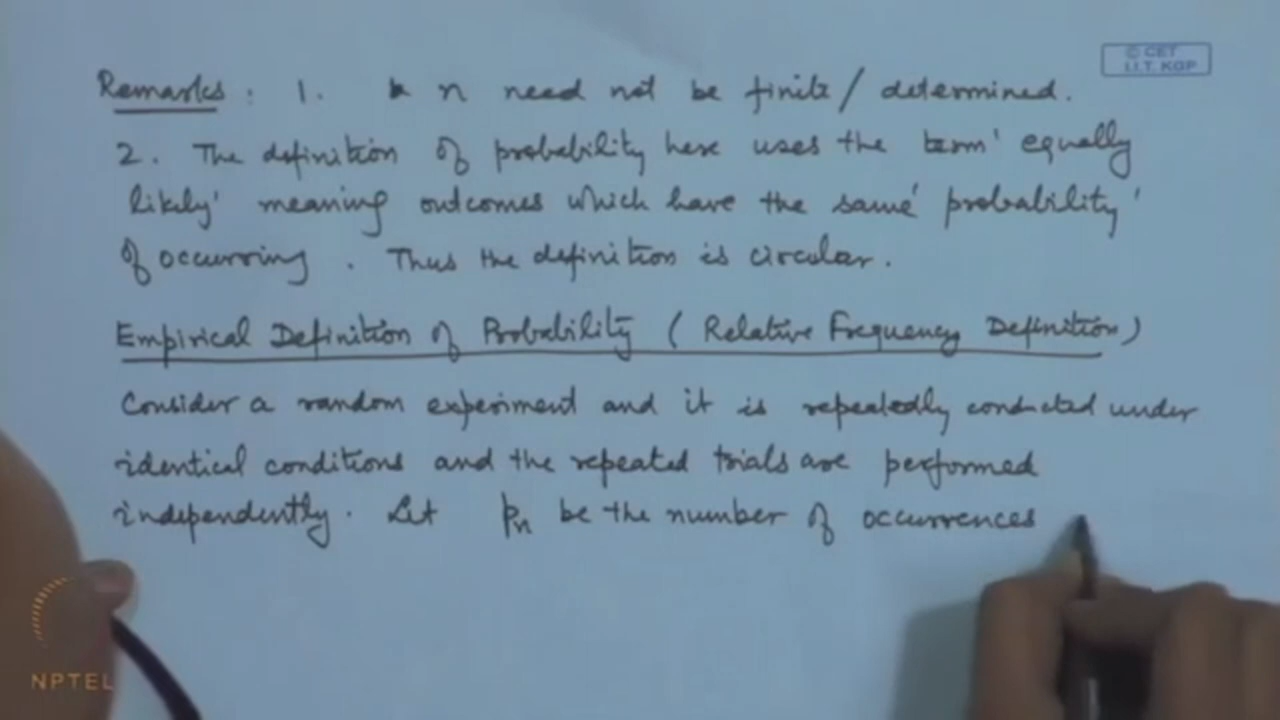 © CET
I.I.T. KGP
Remarks : 1. n need not be finite / determined.
2. The definition of probability here uses the term 'equally
likely' meaning outcomes which have the same 'probability'
of occurring . Thus the definition is circular.
Empirical Definition of Probability ( Relative Frequency Definition)
Consider a random experiment and it is repeatedly conducted under
identical conditions and the repeated trials are performed
independently. Let pn be the number of occurrences
NPTEL